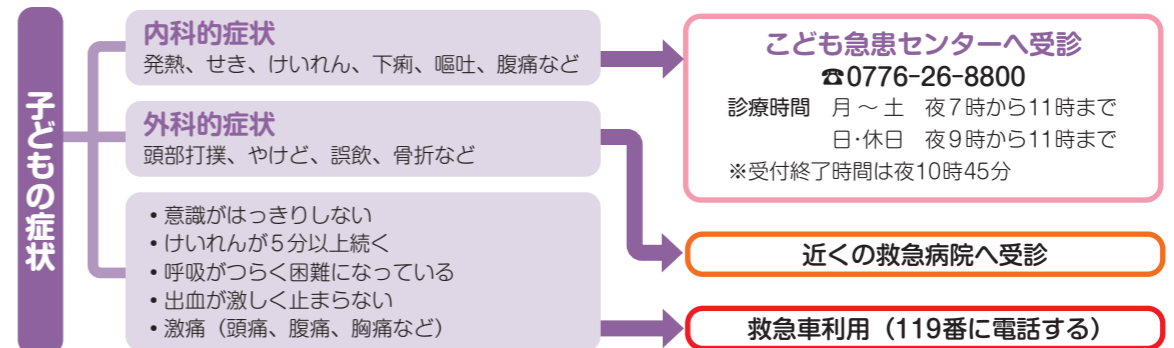 子どもの症状
内科的症状
発熱、せき、けいれん、下痢、嘔吐、腹痛など
外科的症状
頭部打撲、やけど、誤飲、骨折など
・意識がはっきりしない
・けいれんが5分以上続く
・呼吸がつらく困難になっている
・出血が激しく止まらない
・激痛（頭痛、腹痛、胸痛など）
こども急患センターへ受診
☎0776-26-8800
診療時間　月 〜 土　夜7時から11時まで
日・休日　夜9時から11時まで
※受付終了時間は夜10時45分
近くの救急病院へ受診
救急車利用（119番に電話する）